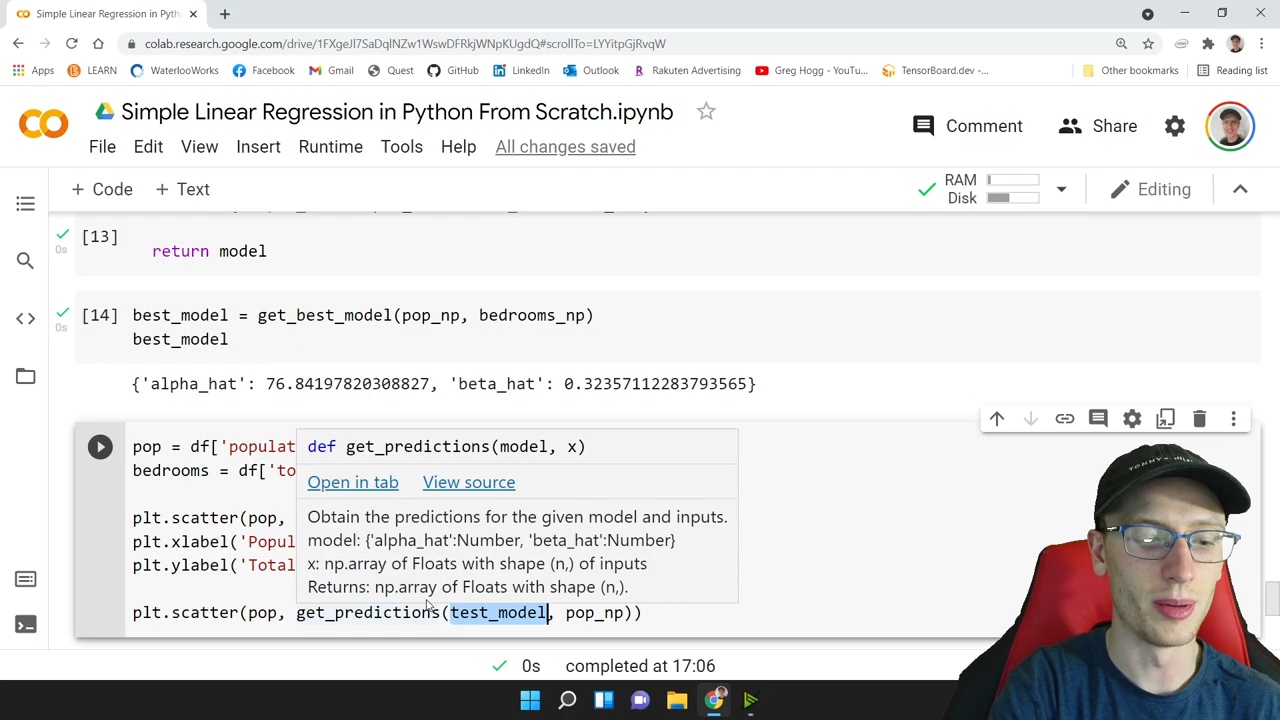 Simple Linear Regression in Pyth
colab.research.google.com/drive/1FXgeJl7SaDqlNZw1WswDFRkjWNpKUgdQ#scrollTo=LYYitpGjRvqW
Apps LEARN WaterlooWorks Facebook Gmail Quest GitHub LinkedIn Outlook Rakuten Advertising Greg Hogg - YouTu... TensorBoard.dev -... Other bookmarks Reading list
Simple Linear Regression in Python From Scratch.ipynb
Comment Share
File Edit View Insert Runtime Tools Help All changes saved
+ Code + Text RAM Disk Editing
[13]
0s
return model
[14] best_model = get_best_model(pop_np, bedrooms_np)
0s
best_model
{'alpha_hat': 76.84197820308827, 'beta_hat': 0.32357112283793565}
pop = df['populat
def get_predictions(model, x)
bedrooms = df['to
Open in tab View source
plt.scatter(pop,
Obtain the predictions for the given model and inputs.
plt.xlabel('Popu
model: {'alpha_hat':Number, 'beta_hat':Number}
plt.ylabel('Total
x: np.array of Floats with shape (n,) of inputs
Returns: np.array of Floats with shape (n,).
plt.scatter(pop, get_predictions(test_model, pop_np))
0s completed at 17:06